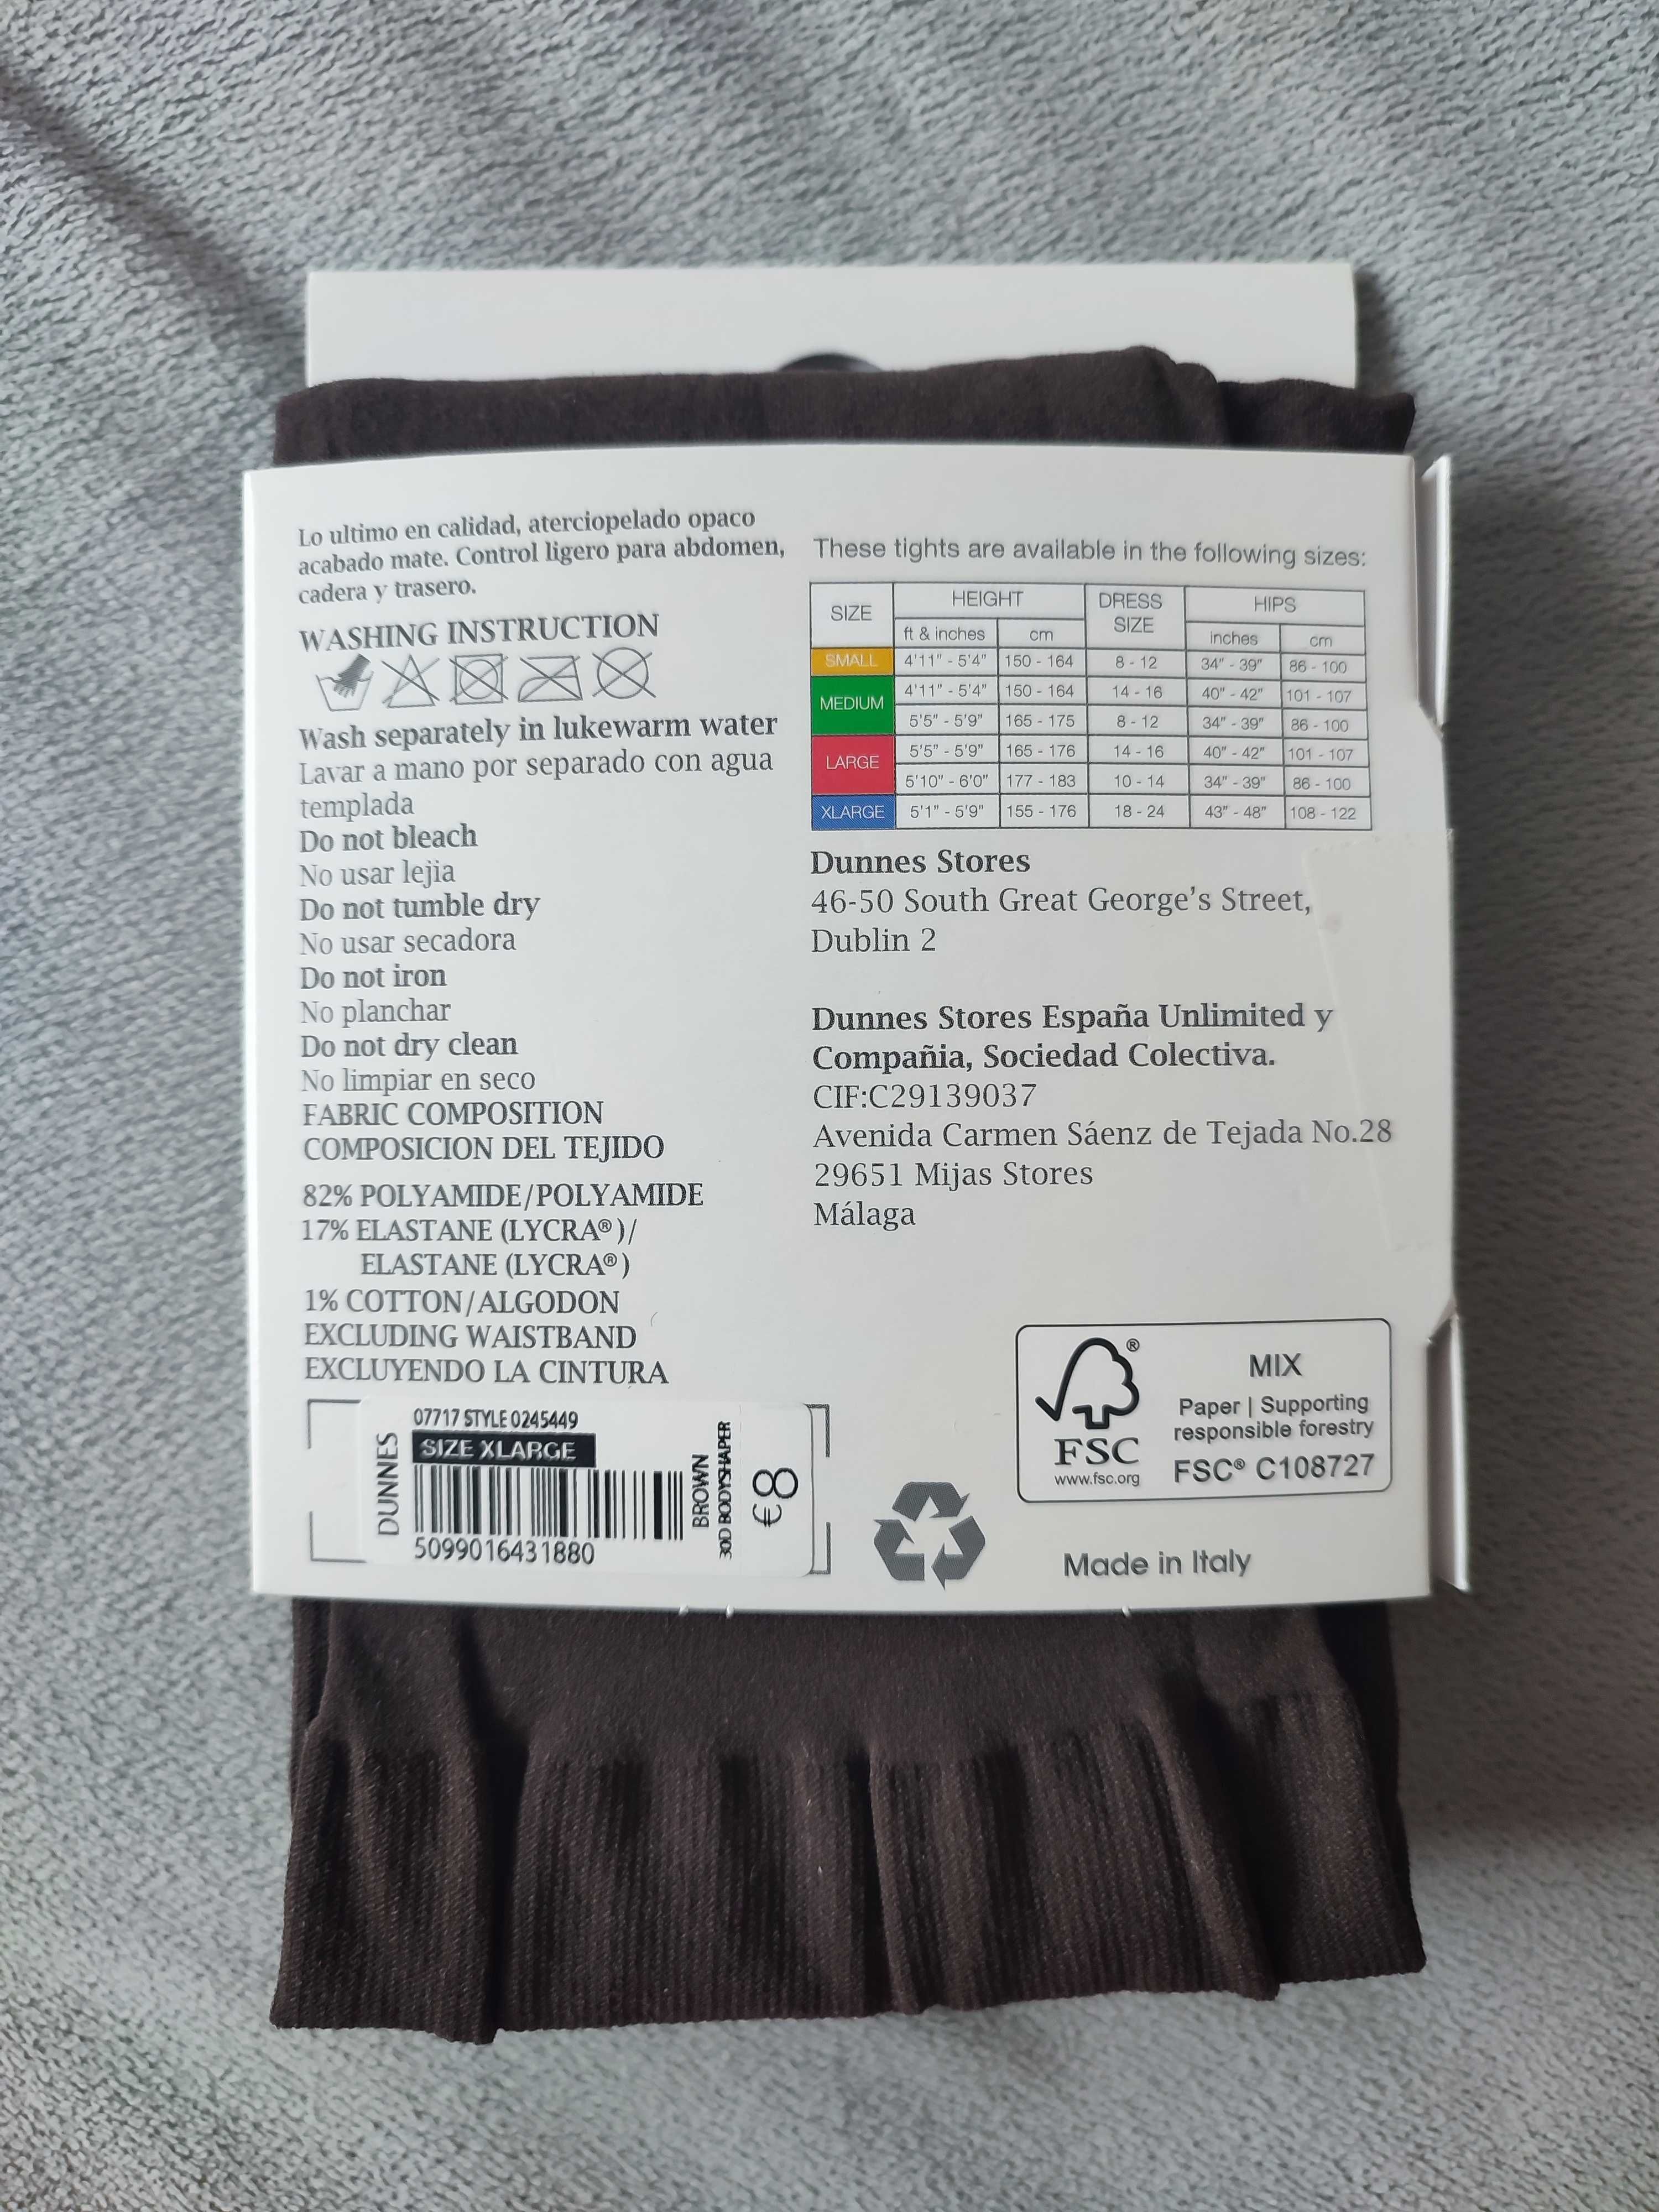 Lo ultimo en calidad, aterciopelado opaco
acabado mate. Control ligero para abdomen,
cadera y trasero.
WASHING INSTRUCTION
Wash separately in lukewarm water
Lavar a mano por separado con agua
templada
Do not bleach
No usar lejia
Do not tumble dry
No usar secadora
Do not iron
No planchar
Do not dry clean
No limpiar en seco
FABRIC COMPOSITION
COMPOSICION DEL TEJIDO
82% POLYAMIDE/POLYAMIDE
17% ELASTANE (LYCRA®)/
ELASTANE (LYCRA®)
1% COTTON/ALGODON
EXCLUDING WAISTBAND
EXCLUYENDO LA CINTURA
DUNNES
07717 STYLE 0245449
SIZE XLARGE
5099016431880
BROWN
30D BODYSHAPER
€8
These tights are available in the following sizes:
SIZE HEIGHT DRESS SIZE HIPS
ft & inches cm inches cm
SMALL 4'11" - 5'4" 150 - 164 8 - 12 34" - 39" 86 - 100
MEDIUM 4'11" - 5'4" 150 - 164 14 - 16 40" - 42" 101 - 107
5'5" - 5'9" 165 - 175 8 - 12 34" - 39" 86 - 100
LARGE 5'5" - 5'9" 165 - 176 14 - 16 40" - 42" 101 - 107
5'10" - 6'0" 177 - 183 10 - 14 34" - 39" 86 - 100
XLARGE 5'1" - 5'9" 155 - 176 18 - 24 43" - 48" 108 - 122
Dunnes Stores
46-50 South Great George's Street,
Dublin 2
Dunnes Stores España Unlimited y
Compañia, Sociedad Colectiva.
CIF:C29139037
Avenida Carmen Sáenz de Tejada No.28
29651 Mijas Stores
Málaga
®
FSC
www.fsc.org
MIX
Paper | Supporting
responsible forestry
FSC® C108727
Made in Italy